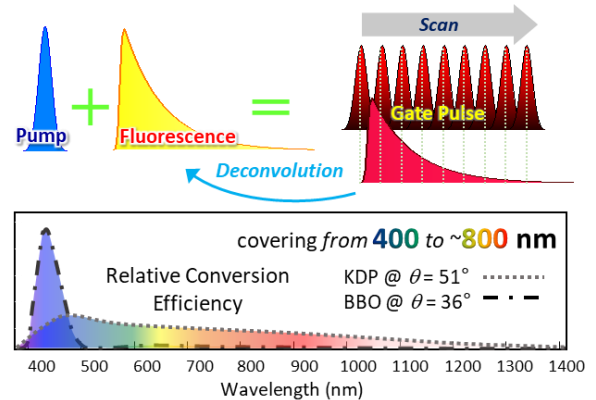 Scan
+
=
Gate Pulse
Pump
Fluorescence
Deconvolution
covering from 400 to ~800 nm
Relative Conversion
Efficiency
KDP @ θ = 51°
BBO @ θ = 36°
400 500 600 700 800 900 1000 1100 1200 1300 1400
Wavelength (nm)